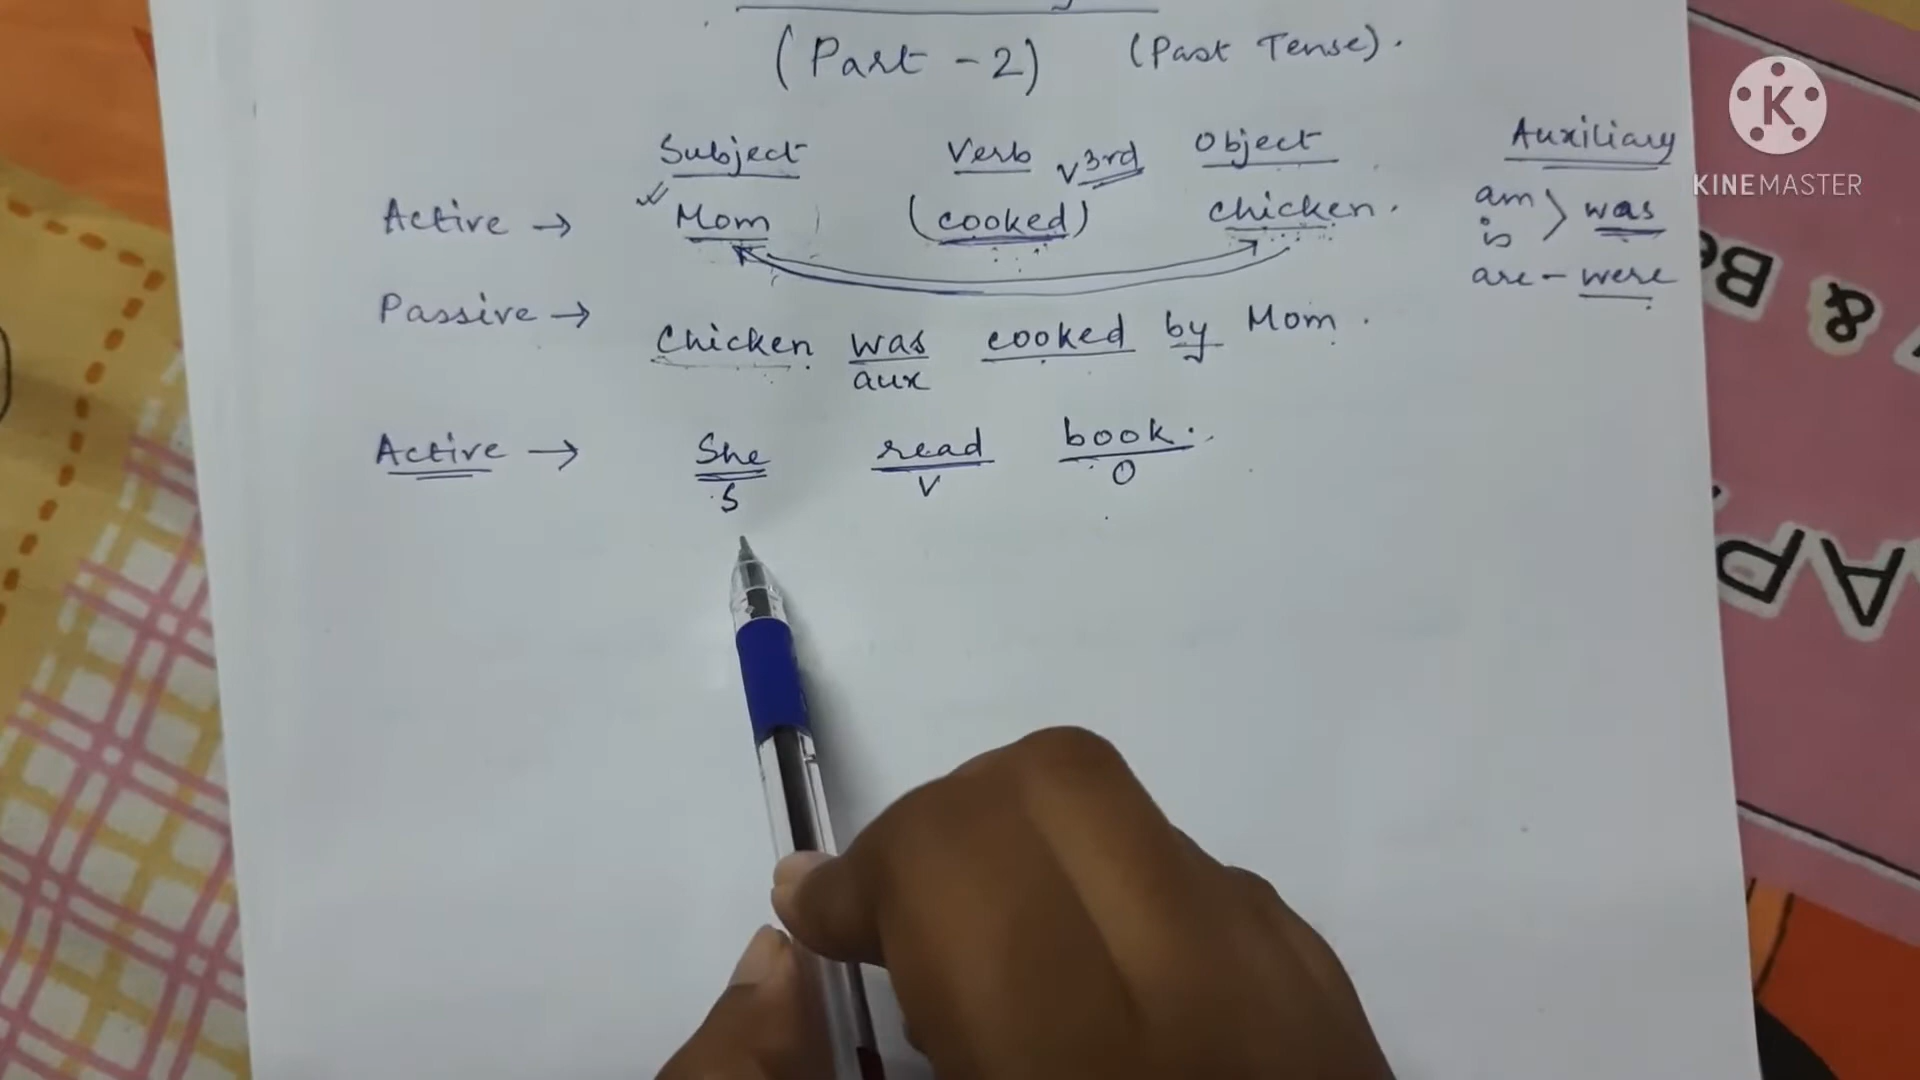 (Part - 2) (Past Tense).
Subject Verb v3rd Object Auxiliary
Active → Mom (cooked) chicken. am is > was
are - were
Passive → Chicken was cooked by Mom.
aux
Active → She read book.
S V O
KINEMASTER